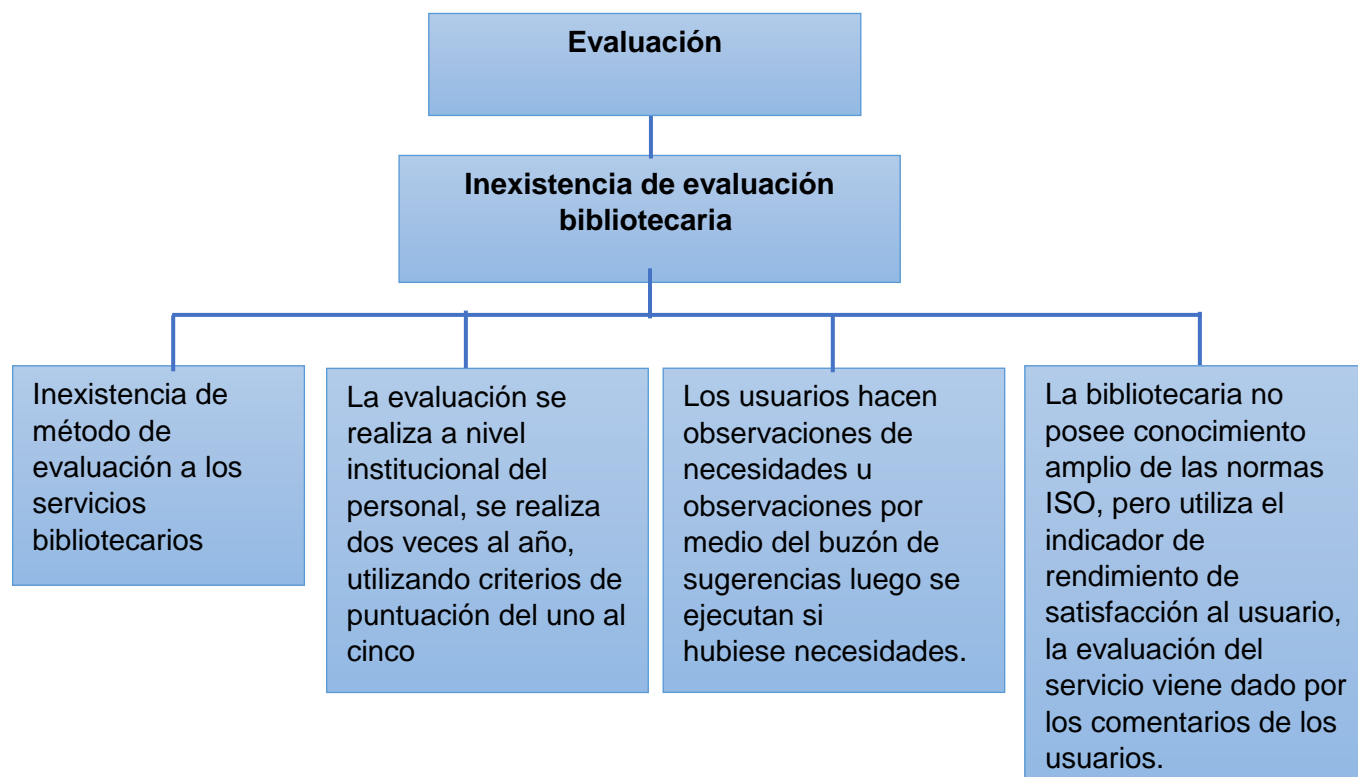 Evaluación
Inexistencia de evaluación
bibliotecaria
Inexistencia de
método de
evaluación a los
servicios
bibliotecarios
La evaluación se
realiza a nivel
institucional del
personal, se realiza
dos veces al año,
utilizando criterios de
puntuación del uno al
cinco
Los usuarios hacen
observaciones de
necesidades u
observaciones por
medio del buzón de
sugerencias luego se
ejecutan si
hubiese necesidades.
La bibliotecaria no
posee conocimiento
amplio de las normas
ISO, pero utiliza el
indicador de
rendimiento de
satisfacción al usuario,
la evaluación del
servicio viene dado por
los comentarios de los
usuarios.